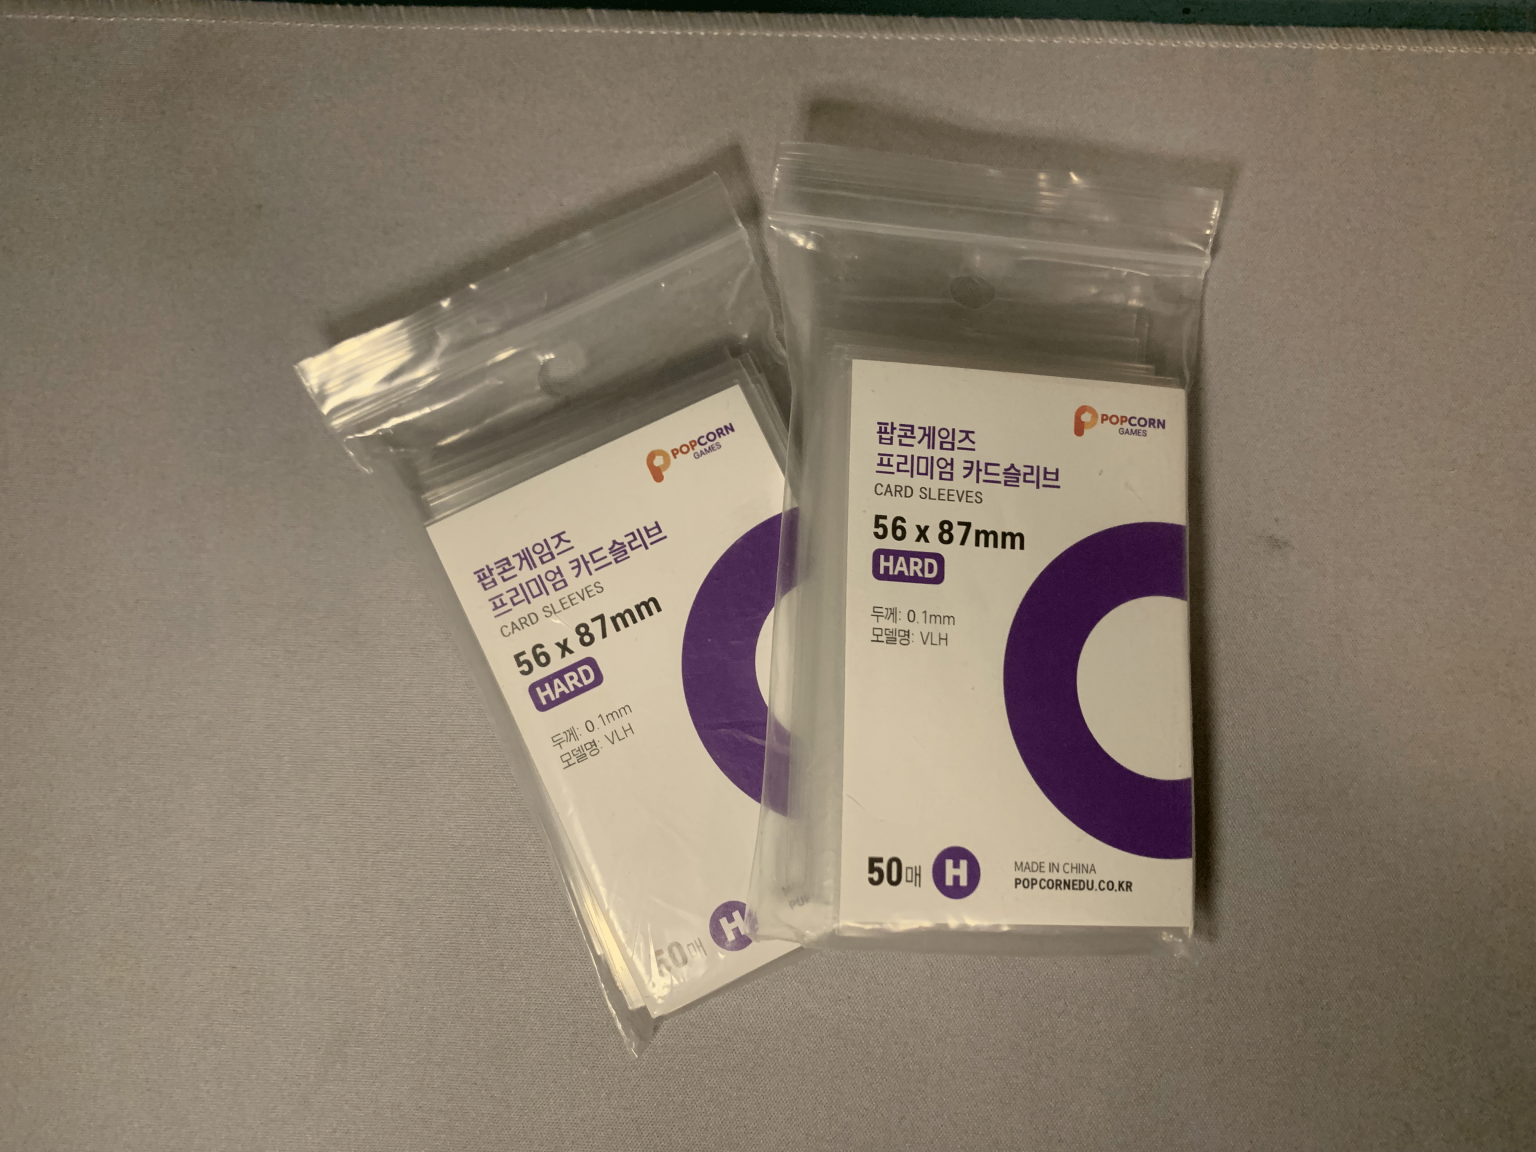 POPCORN
GAMES
팝콘게임즈
프리미엄 카드슬리브
CARD SLEEVES
56 x 87mm
HARD
두께: 0.1mm
모델명: VLH
50매 H
POPCORN
GAMES
팝콘게임즈
프리미엄 카드슬리브
CARD SLEEVES
56 x 87mm
HARD
두께: 0.1mm
모델명: VLH
50매 H
MADE IN CHINA
POPCORNEDU.CO.KR